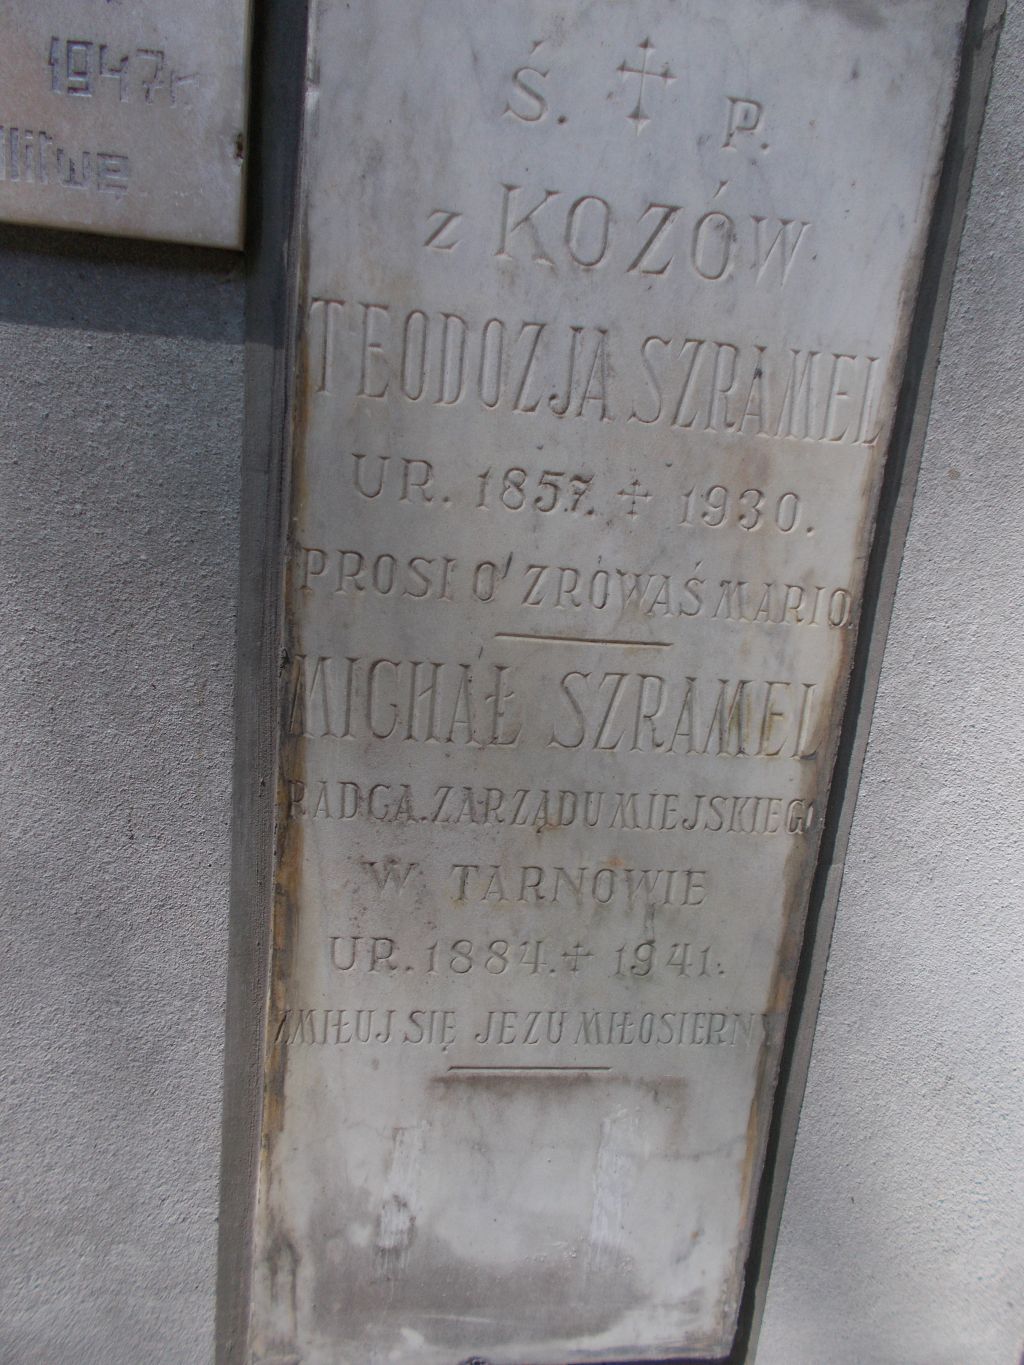 1947r
Ś. † P.
z KOZÓW
TEODOZJA SZRAMEL
UR. 1857. + 1930.
PROSI O' ZROWAŚ MARIO.
MICHAŁ SZRAMEL
RADCA. ZARZĄDU MIEJSKIEGO
W TARNOWIE
UR. 1884. + 1941.
ZMIŁUJ SIĘ JEZU MIŁOSIERNY